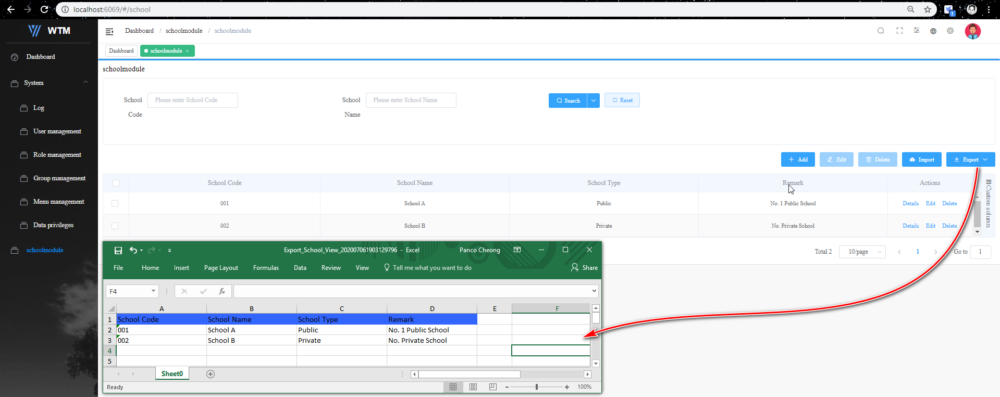 localhost:6069/#/school
WTM
Dashboard / schoolmodule / schoolmodule
Dashboard
Dashboard schoolmodule ×
System
Log
User management
Role management
Group management
Menu management
Data privileges
schoolmodule
schoolmodule
School Code
Please enter School Code
School Name
Please enter School Name
Search
Reset
Add Edit Delete Import Export
School Code School Name School Type Remark Actions
001 School A Public No. 1 Public School Details Edit Delete
002 School B Private No. Private School Details Edit Delete
Custom column
Total 2 10/page 1 Go to 1
Export_School_View_202007061903129796 - Excel Panco Cheong
File Home Insert Page Layout Formulas Data Review View Tell me what you want to do Share
F4 fx
A B C D E F
1 School Code School Name School Type Remark
2 001 School A Public No. 1 Public School
3 002 School B Private No. Private School
4
5
Sheet0
Ready 100%